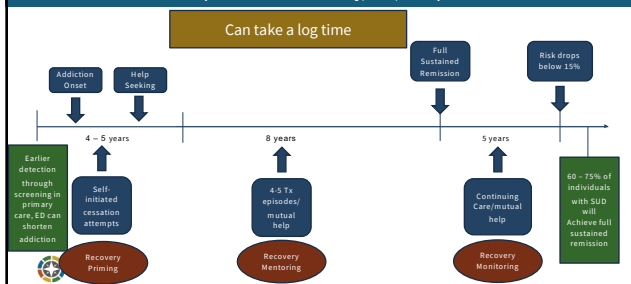 Can take a log time
Addiction
Onset
Help
Seeking
Full
Sustained
Remission
Risk drops
below 15%
4 – 5 years
8 years
5 years
Earlier
detection
through
screening in
primary
care, ED can
shorten
addiction
Self-
initiated
cessation
attempts
4-5 Tx
episodes/
mutual
help
Continuing
Care/mutual
help
60 – 75% of
individuals
with SUD
will
Achieve full
sustained
remission
Recovery
Priming
Recovery
Mentoring
Recovery
Monitoring